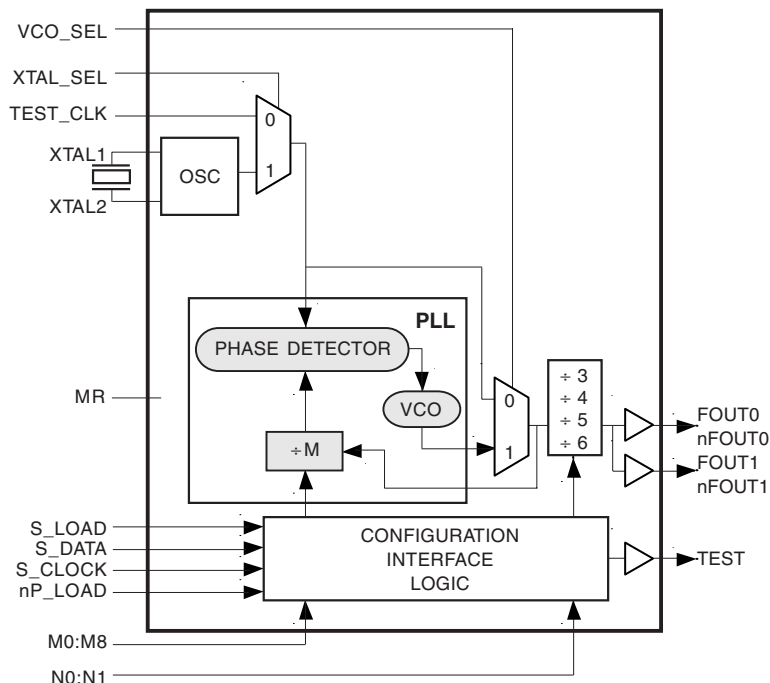 VCO_SEL
XTAL_SEL
TEST_CLK
0
XTAL1
OSC
1
XTAL2
PLL
PHASE DETECTOR
MR
VCO
0
1
÷ 3
÷ 4
÷ 5
÷ 6
FOUT0
nFOUT0
FOUT1
nFOUT1
÷M
S_LOAD
S_DATA
S_CLOCK
nP_LOAD
CONFIGURATION
INTERFACE
LOGIC
TEST
M0:M8
N0:N1